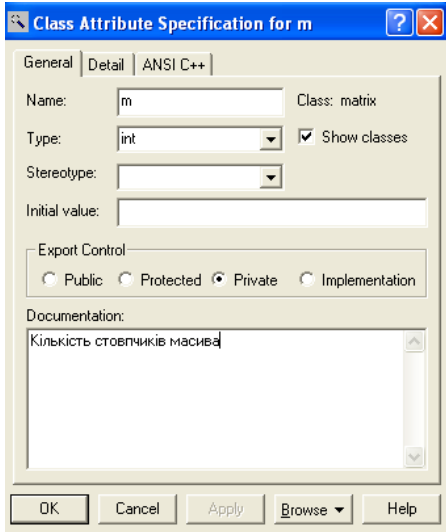 Class Attribute Specification for m
General Detail ANSI C++
Name: m Class: matrix
Type: int Show classes
Stereotype:
Initial value:
Export Control
Public Protected Private Implementation
Documentation:
Кількість стовпчиків масива
OK Cancel Apply Browse Help